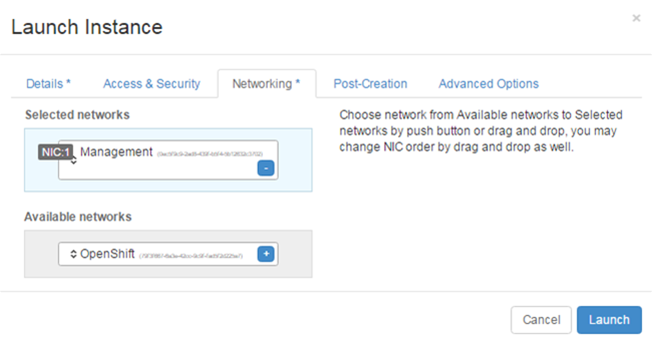 Launch Instance
×
Details *
Access & Security
Networking *
Post-Creation
Advanced Options
Selected networks
NIC:1
Management
-
Available networks
OpenShift
+
Choose network from Available networks to Selected
networks by push button or drag and drop, you may
change NIC order by drag and drop as well.
Cancel
Launch